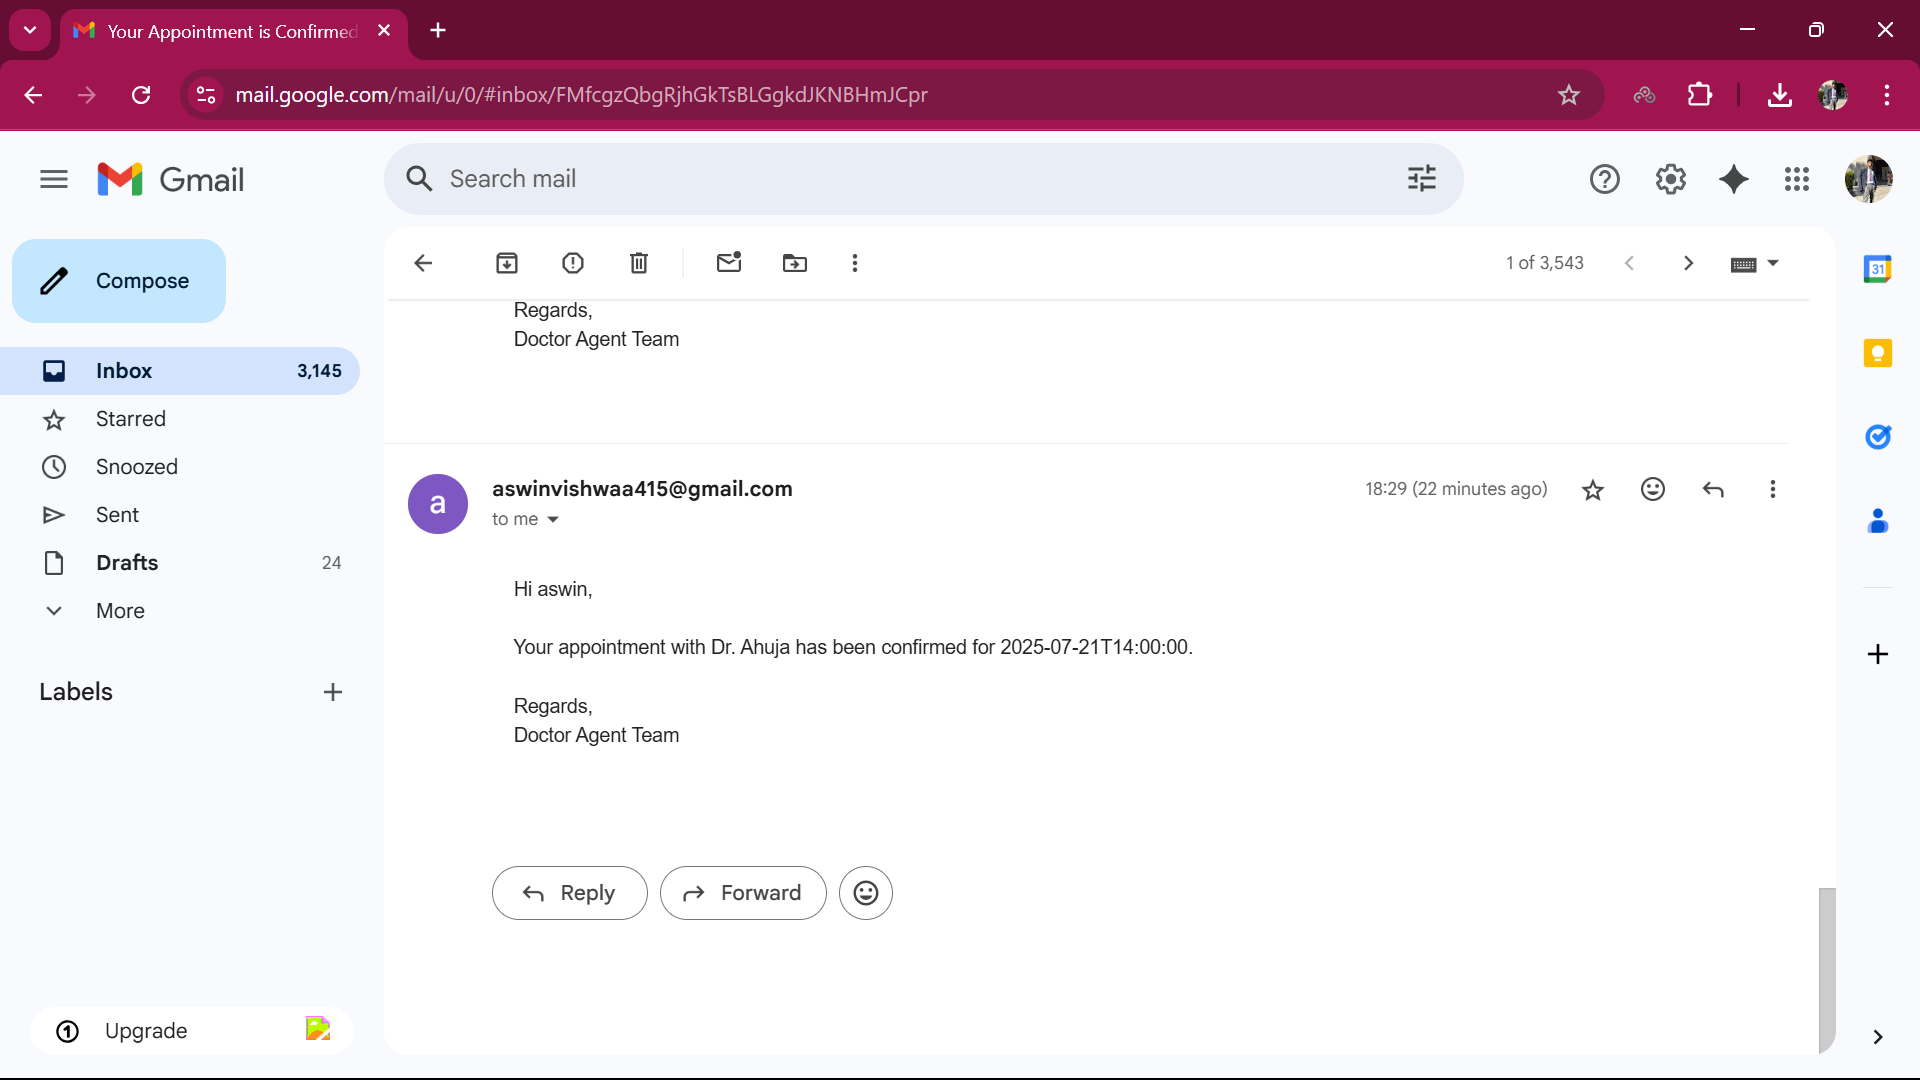 Your Appointment is Confirmed
mail.google.com/mail/u/0/#inbox/FMfcgzQbgRjhGkTsBLGgkdJKNBHmJCpr
Gmail
Search mail
Compose
1 of 3,543
31
Regards,
Doctor Agent Team
Inbox 3,145
Starred
Snoozed
Sent
Drafts 24
More
Labels
a
aswinvishwaa415@gmail.com
18:29 (22 minutes ago)
to me
Hi aswin,
Your appointment with Dr. Ahuja has been confirmed for 2025-07-21T14:00:00.
Regards,
Doctor Agent Team
Reply
Forward
1 Upgrade